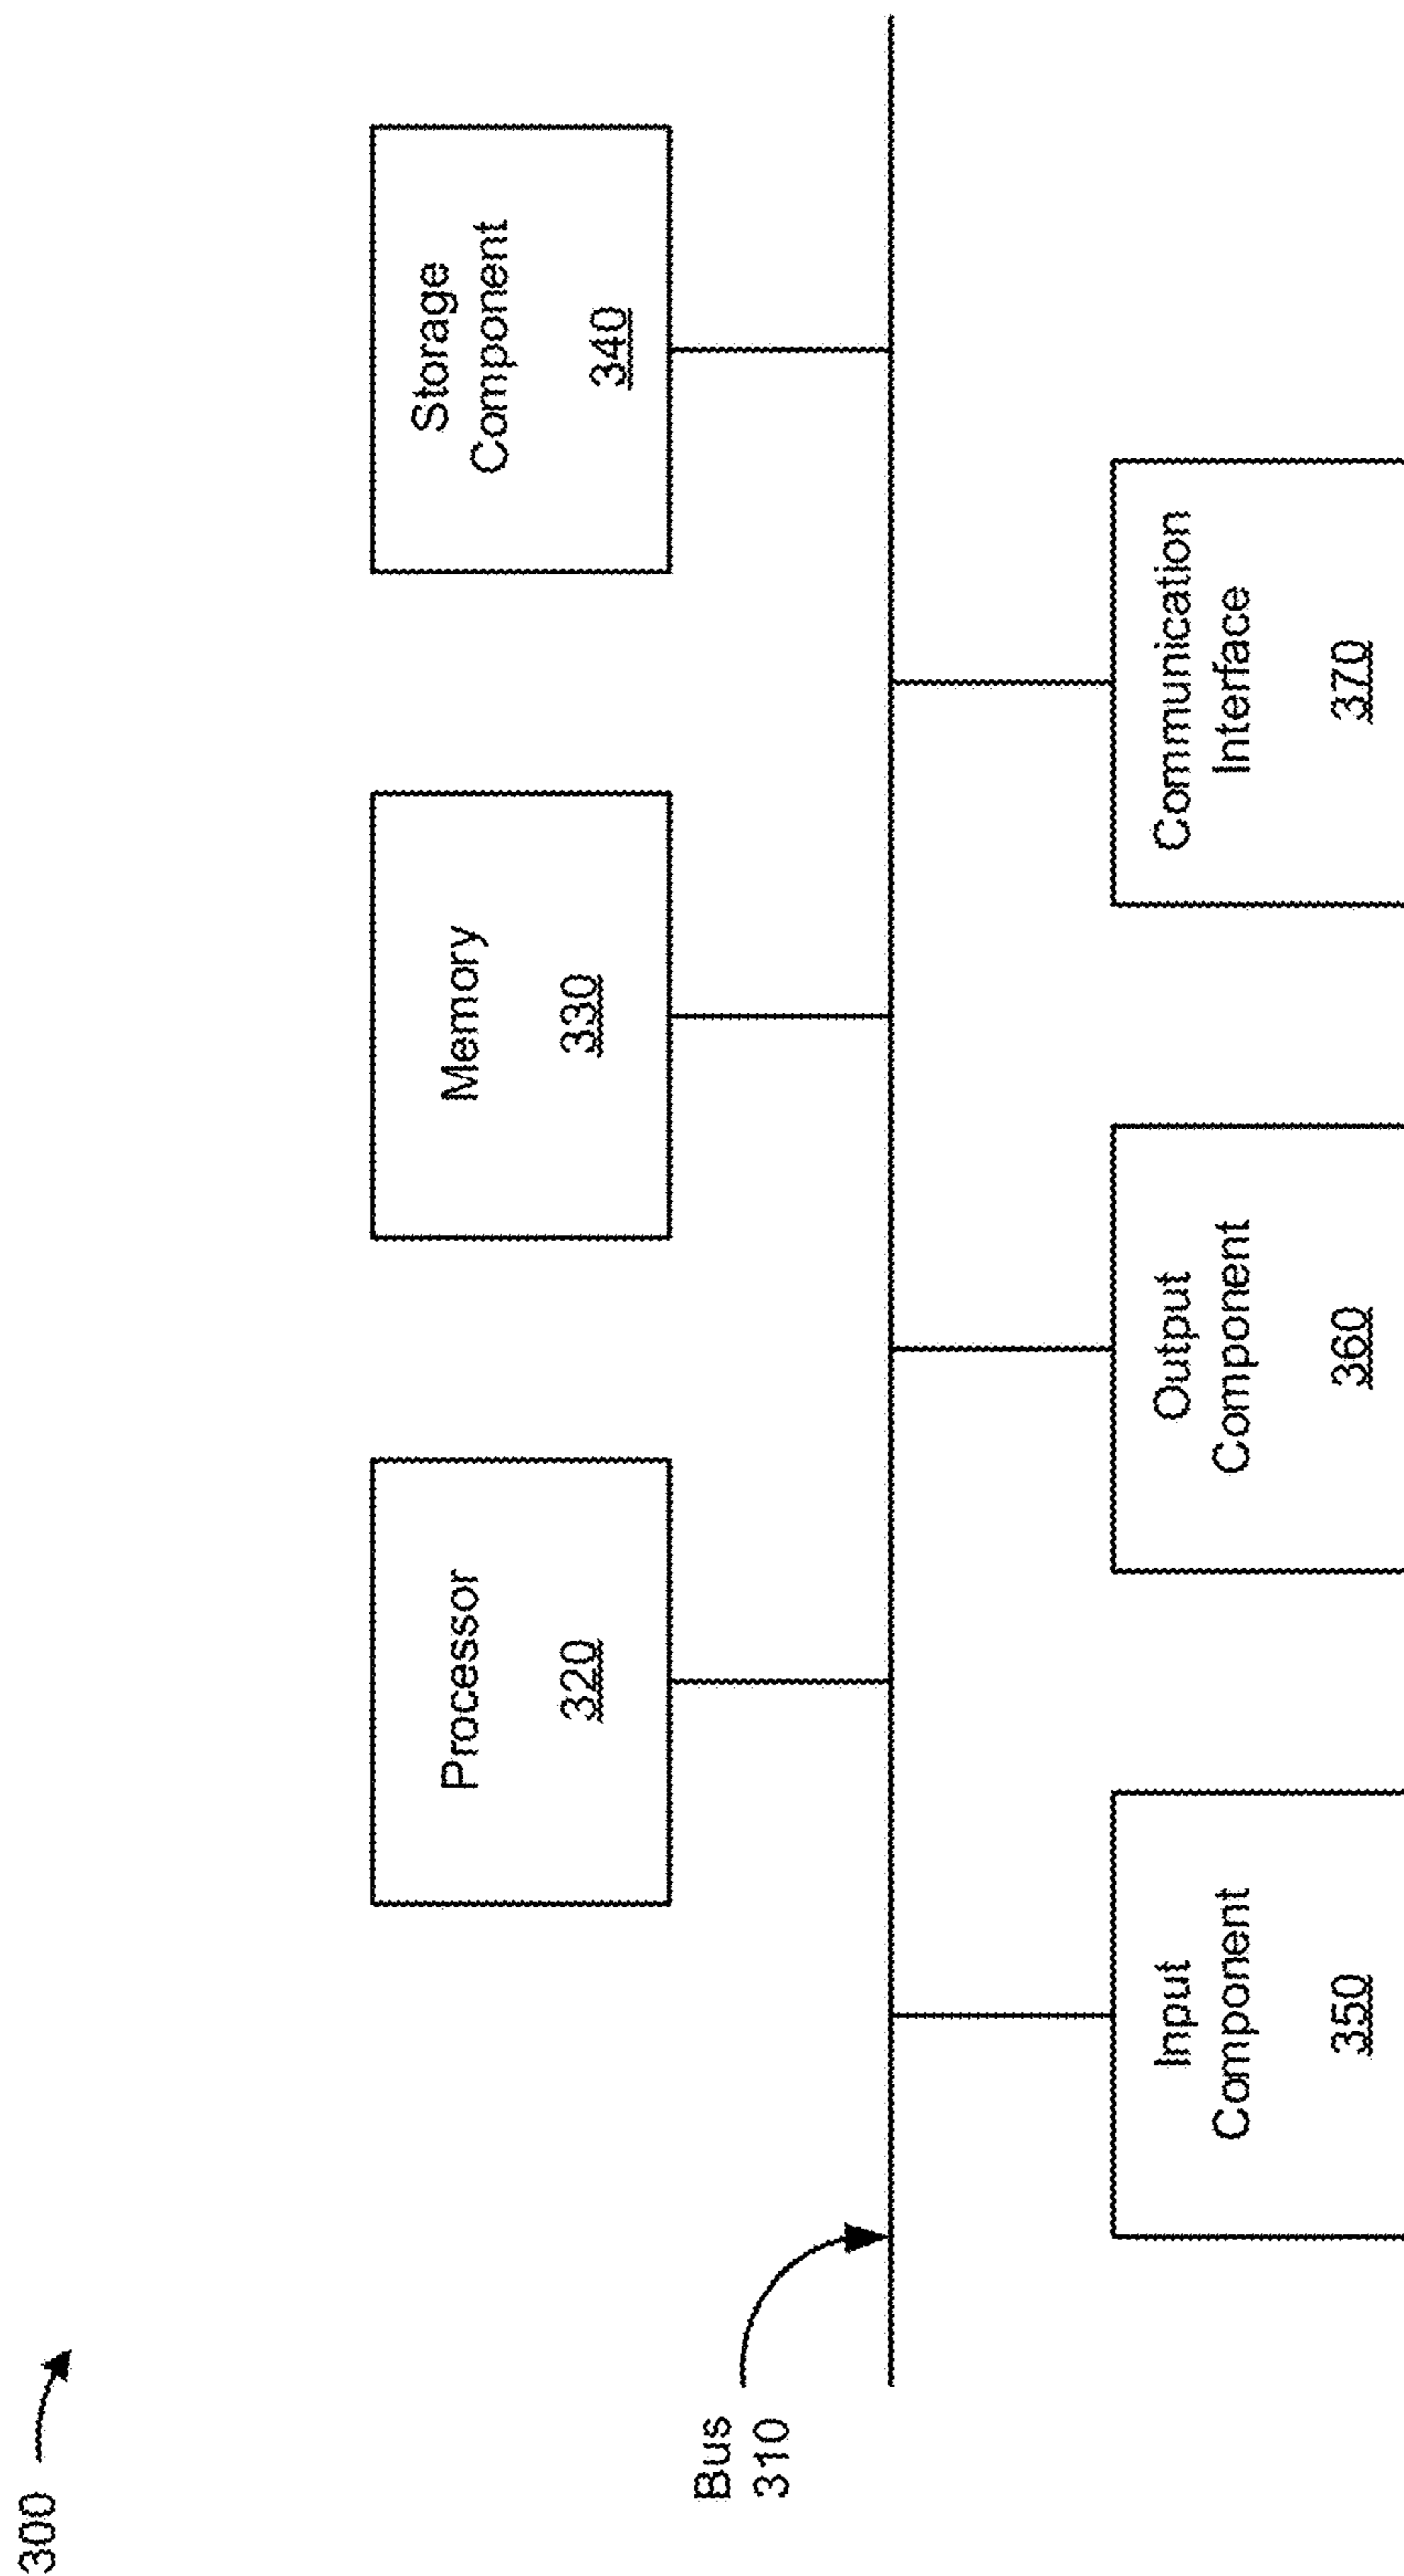 300
Processor
320
Memory
330
Storage
Component
340
Bus
310
Input
Component
350
Output
Component
360
Communication
Interface
370